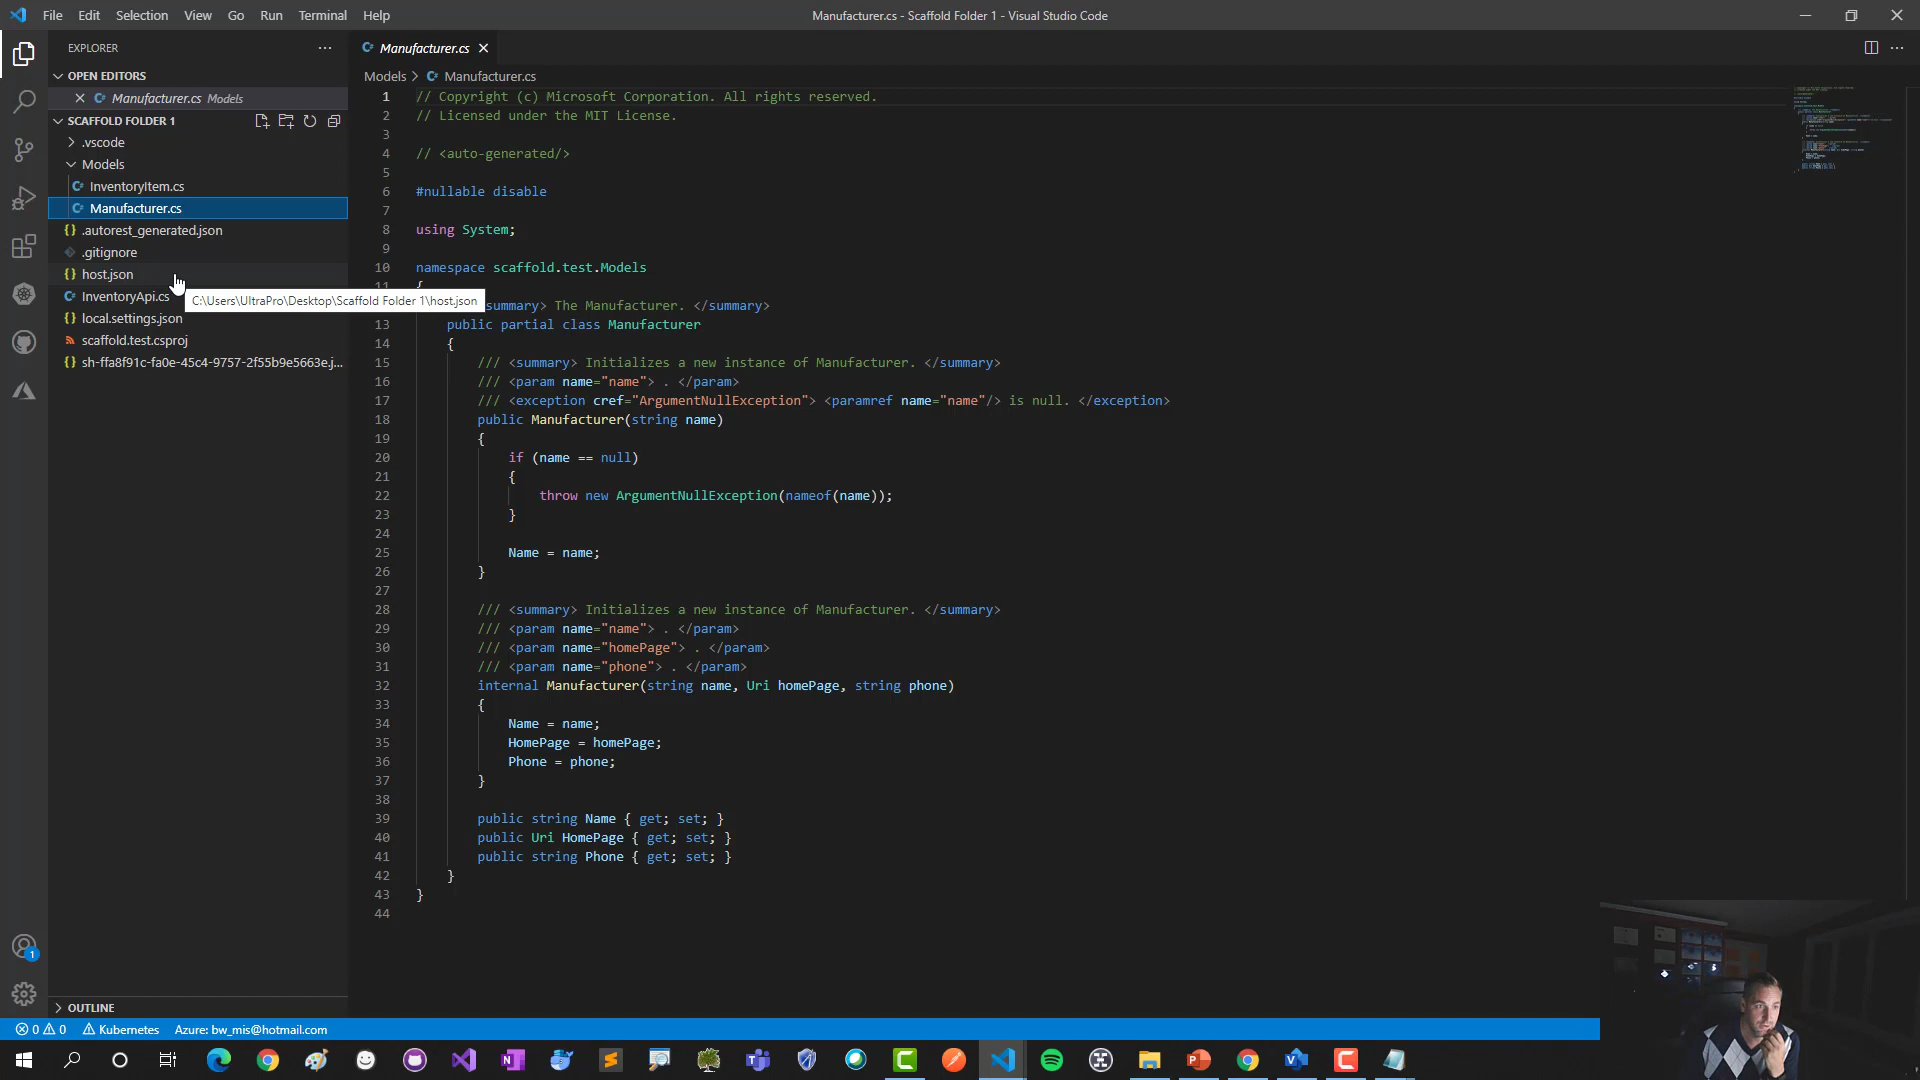 File Edit Selection View Go Run Terminal Help
Manufacturer.cs - Scaffold Folder 1 - Visual Studio Code
EXPLORER
OPEN EDITORS
Manufacturer.cs Models
SCAFFOLD FOLDER 1
.vscode
Models
InventoryItem.cs
Manufacturer.cs
.autorest_generated.json
.gitignore
host.json
InventoryApi.cs
local.settings.json
scaffold.test.csproj
sh-ffa8f91c-fa0e-45c4-9757-2f55b9e5663e.j...
C:\Users\UltraPro\Desktop\Scaffold Folder 1\host.json
OUTLINE
Manufacturer.cs
Models > Manufacturer.cs
1 // Copyright (c) Microsoft Corporation. All rights reserved.
2 // Licensed under the MIT License.
3
4 // <auto-generated/>
5
6 #nullable disable
7
8 using System;
9
10 namespace scaffold.test.Models
11 {
summary> The Manufacturer. </summary>
13 public partial class Manufacturer
14 {
15 /// <summary> Initializes a new instance of Manufacturer. </summary>
16 /// <param name="name"> . </param>
17 /// <exception cref="ArgumentNullException"> <paramref name="name"/> is null. </exception>
18 public Manufacturer(string name)
19 {
20 if (name == null)
21 {
22 throw new ArgumentNullException(nameof(name));
23 }
24
25 Name = name;
26 }
27
28 /// <summary> Initializes a new instance of Manufacturer. </summary>
29 /// <param name="name"> . </param>
30 /// <param name="homePage"> . </param>
31 /// <param name="phone"> . </param>
32 internal Manufacturer(string name, Uri homePage, string phone)
33 {
34 Name = name;
35 HomePage = homePage;
36 Phone = phone;
37 }
38
39 public string Name { get; set; }
40 public Uri HomePage { get; set; }
41 public string Phone { get; set; }
42 }
43 }
44
1
0 0 Kubernetes Azure: bw_mis@hotmail.com